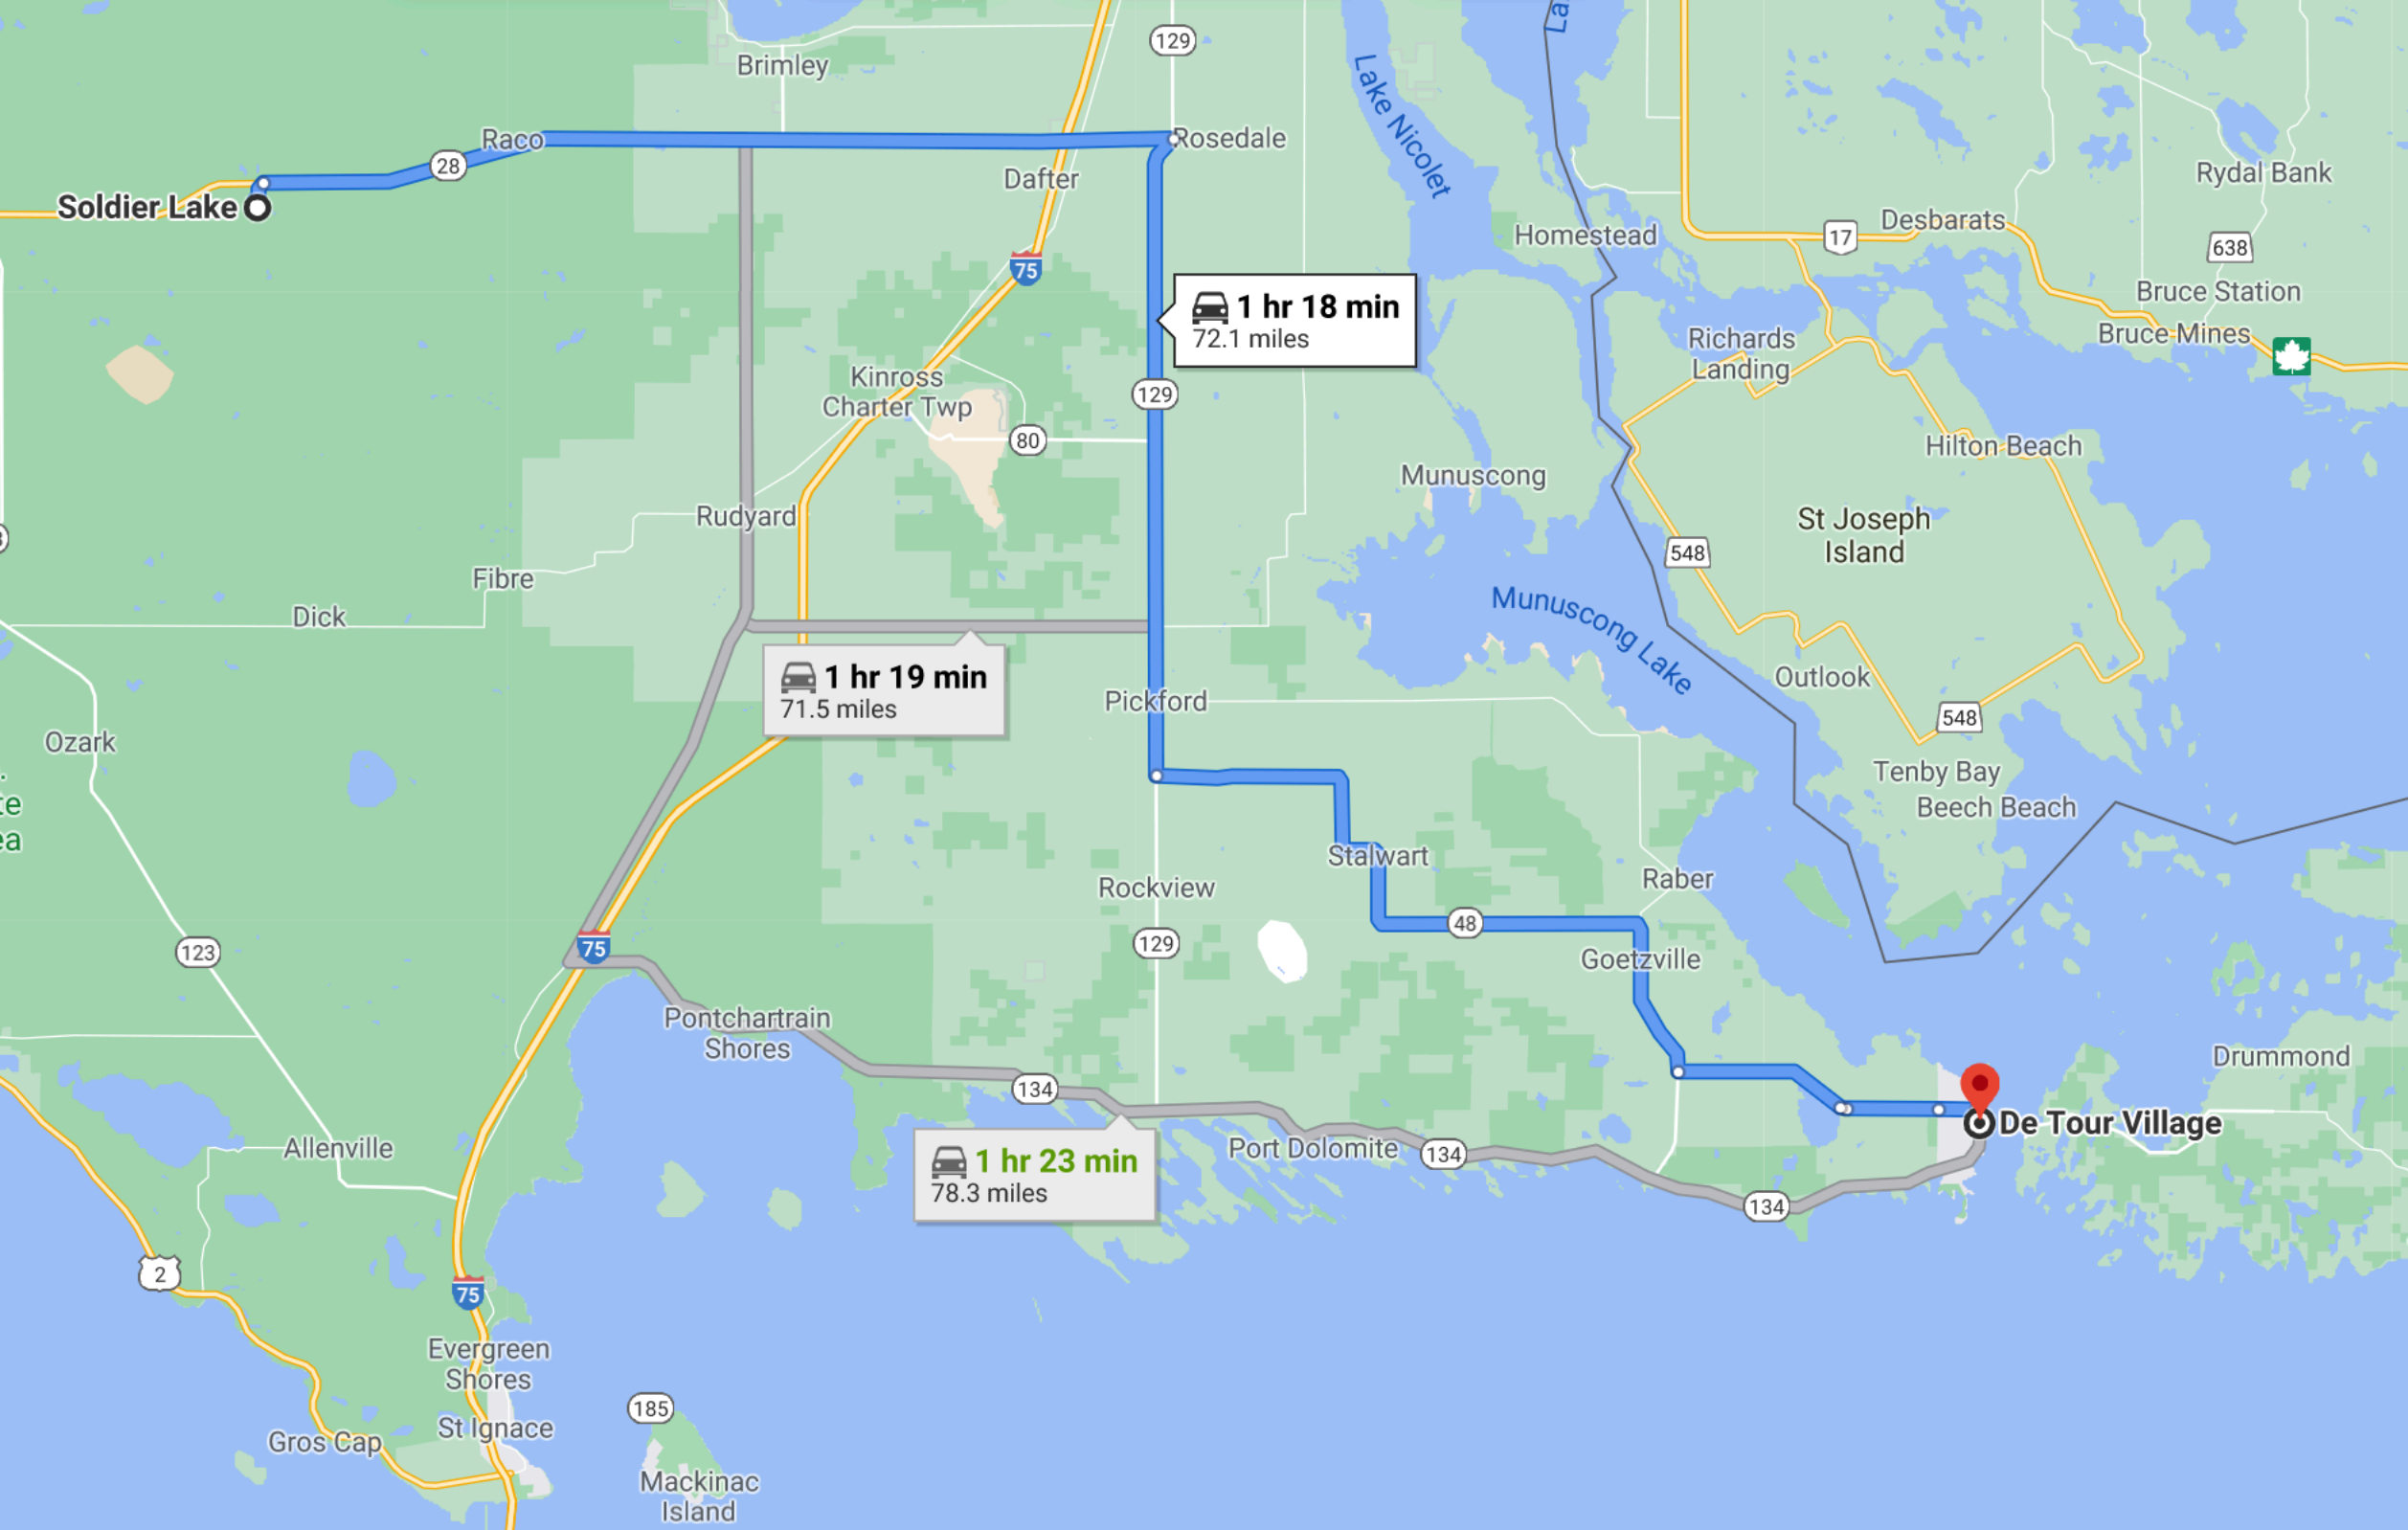 129
Brimley
La
Lake Nicolet
Raco
28
Rosedale
Dafter
Rydal Bank
Soldier Lake
Desbarats
Homestead
17
638
75
1 hr 18 min
72.1 miles
Bruce Station
Bruce Mines
Richards
Landing
Kinross
Charter Twp
129
80
Hilton Beach
Munuscong
Rudyard
St Joseph
Island
548
Fibre
Munuscong Lake
Dick
1 hr 19 min
71.5 miles
Outlook
Pickford
548
Ozark
Tenby Bay
Beech Beach
te
ea
Stalwart
Raber
Rockview
48
123
75
129
Goetzville
Pontchartrain
Shores
Drummond
134
De Tour Village
Allenville
1 hr 23 min
78.3 miles
Port Dolomite
134
134
2
75
Evergreen
Shores
185
St Ignace
Gros Cap
Mackinac
Island